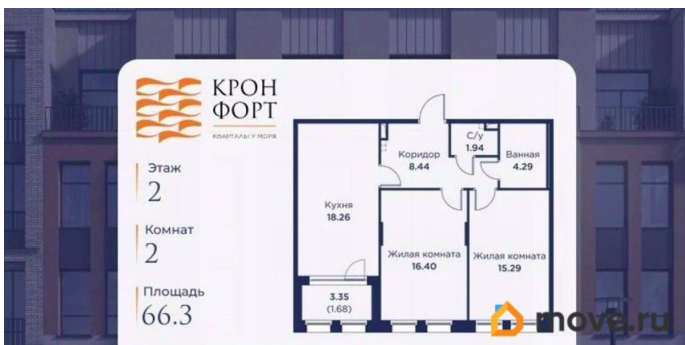 КРОН
ФОРТ
КВАРТАЛЫ У МОРЯ
Этаж
2
Комнат
2
Площадь
66.3
Коридор
8.44
С/у
1.94
Ванная
4.29
Кухня
18.26
Жилая комната
16.40
Жилая комната
15.29
3.35
(1.68)
move.ru